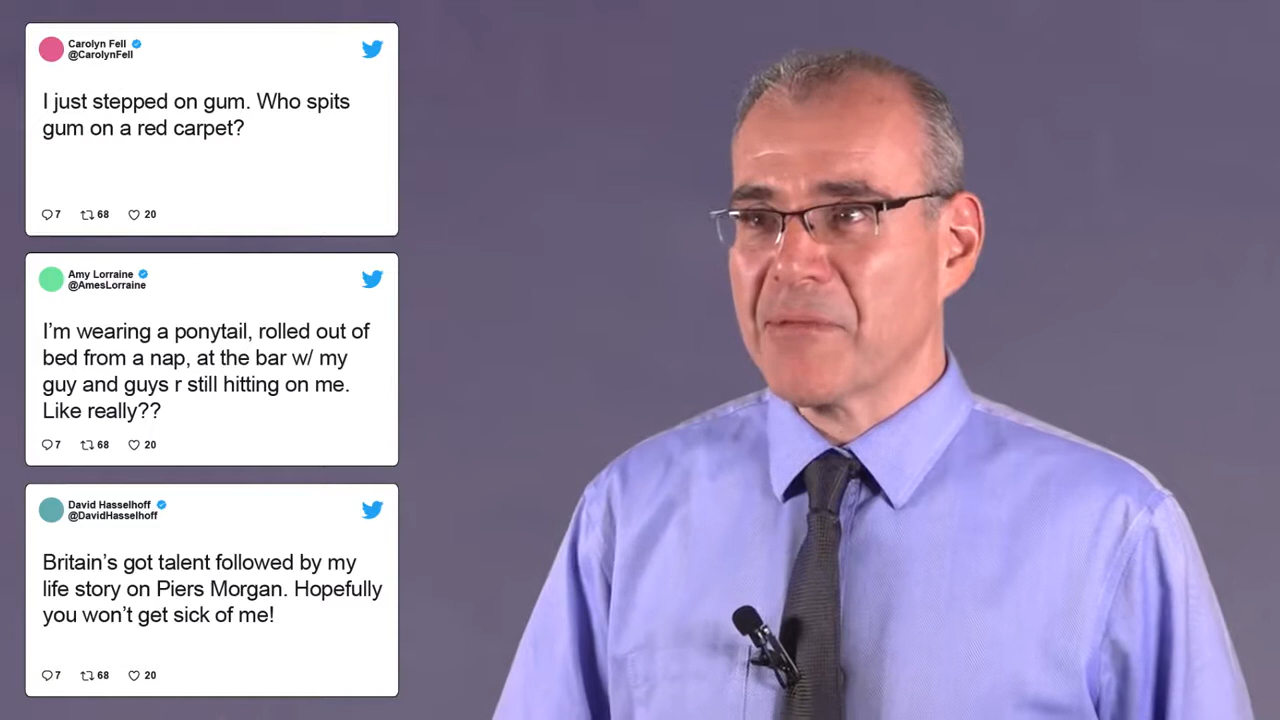 Carolyn Fell
@CarolynFell
I just stepped on gum. Who spits
gum on a red carpet?
7 68 20
Amy Lorraine
@AmesLorraine
I’m wearing a ponytail, rolled out of
bed from a nap, at the bar w/ my
guy and guys r still hitting on me.
Like really??
7 68 20
David Hasselhoff
@DavidHasselhoff
Britain’s got talent followed by my
life story on Piers Morgan. Hopefully
you won’t get sick of me!
7 68 20